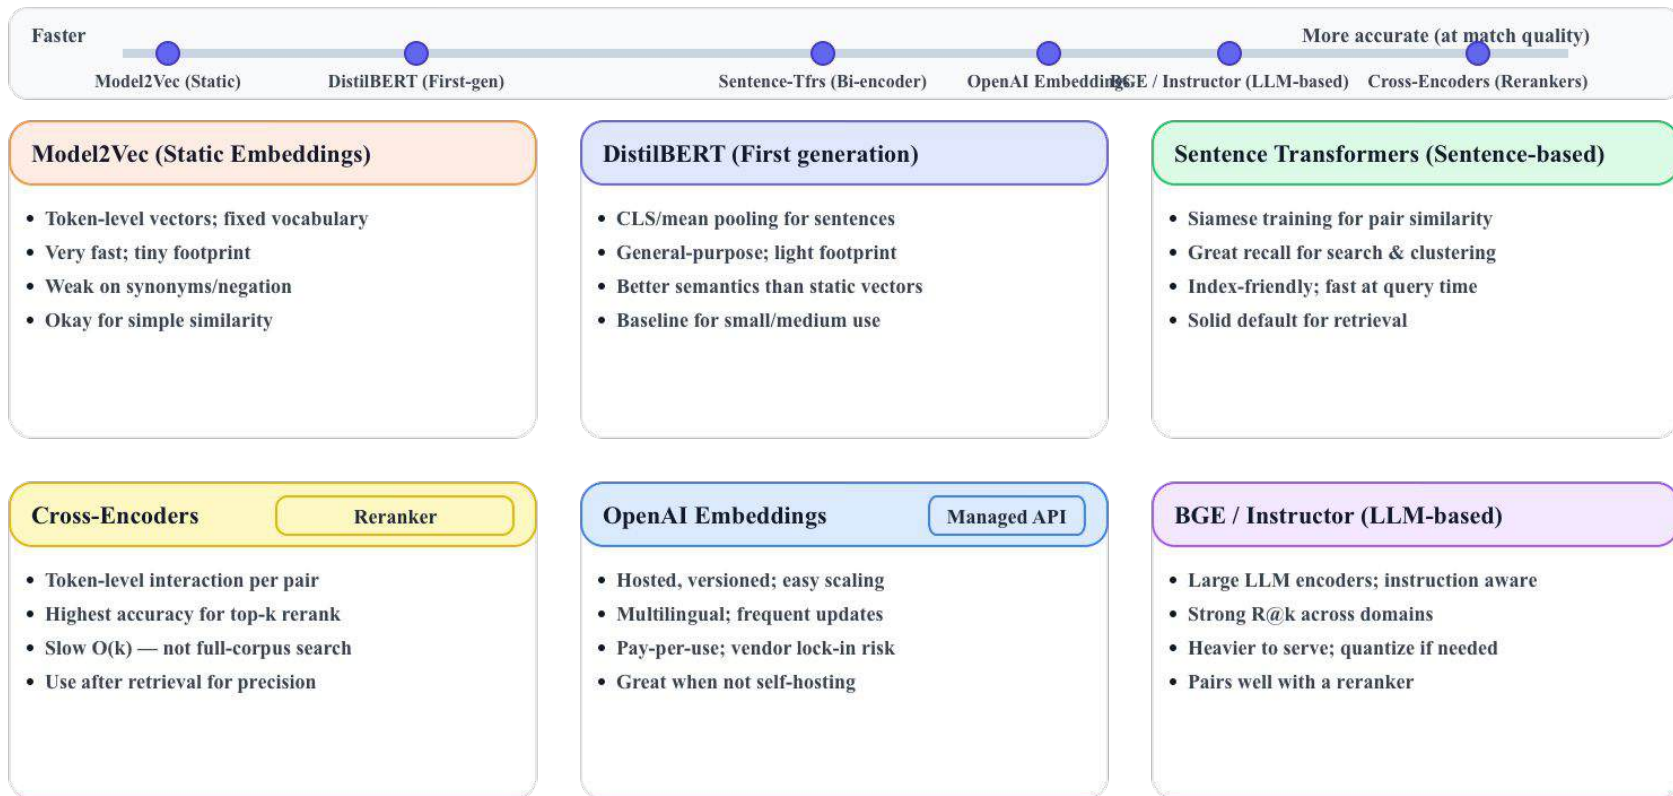 Faster
More accurate (at match quality)
Model2Vec (Static)
DistilBERT (First-gen)
Sentence-Tfrs (Bi-encoder)
OpenAI Embeddings
BGE / Instructor (LLM-based)
Cross-Encoders (Rerankers)
Model2Vec (Static Embeddings)
• Token-level vectors; fixed vocabulary
• Very fast; tiny footprint
• Weak on synonyms/negation
• Okay for simple similarity
DistilBERT (First generation)
• CLS/mean pooling for sentences
• General-purpose; light footprint
• Better semantics than static vectors
• Baseline for small/medium use
Sentence Transformers (Sentence-based)
• Siamese training for pair similarity
• Great recall for search & clustering
• Index-friendly; fast at query time
• Solid default for retrieval
Cross-Encoders
Reranker
• Token-level interaction per pair
• Highest accuracy for top-k rerank
• Slow O(k) — not full-corpus search
• Use after retrieval for precision
OpenAI Embeddings
Managed API
• Hosted, versioned; easy scaling
• Multilingual; frequent updates
• Pay-per-use; vendor lock-in risk
• Great when not self-hosting
BGE / Instructor (LLM-based)
• Large LLM encoders; instruction aware
• Strong R@k across domains
• Heavier to serve; quantize if needed
• Pairs well with a reranker